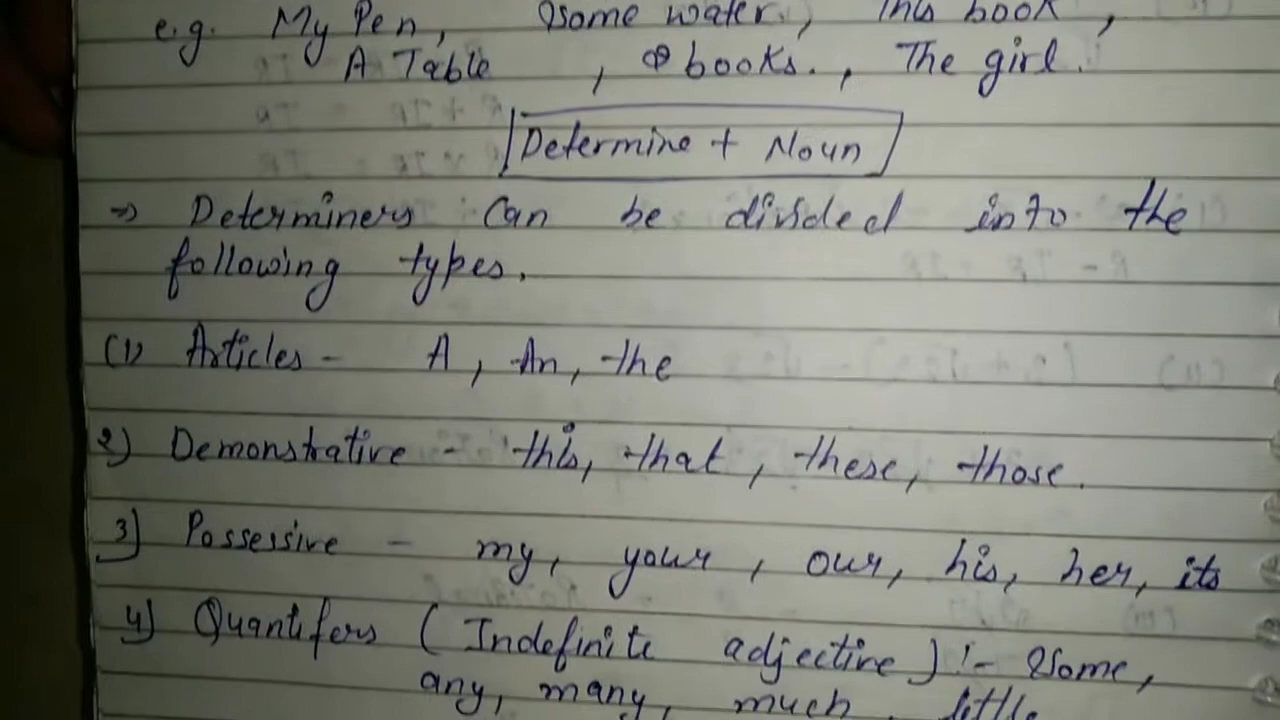 e.g. My Pen, some water, This book,
A Table, φ books., The girl.
Determine + Noun
⇒ Determiners Can be divided into the
following types.
(1) Articles - A, An, the
2) Demonstrative - this, that, these, those.
3) Possessive - my, your, our, his, her, its
4) Quantifers (Indefinite adjective) :- Some,
any, many, much, little